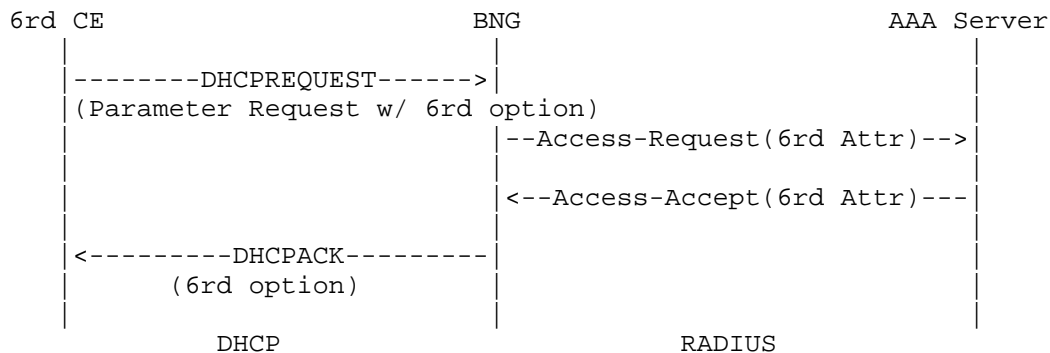 6rd CE BNG AAA Server
--------DHCPREQUEST------>
(Parameter Request w/ 6rd option)
--Access-Request(6rd Attr)-->
<--Access-Accept(6rd Attr)---
<---------DHCPACK---------
(6rd option)
DHCP RADIUS